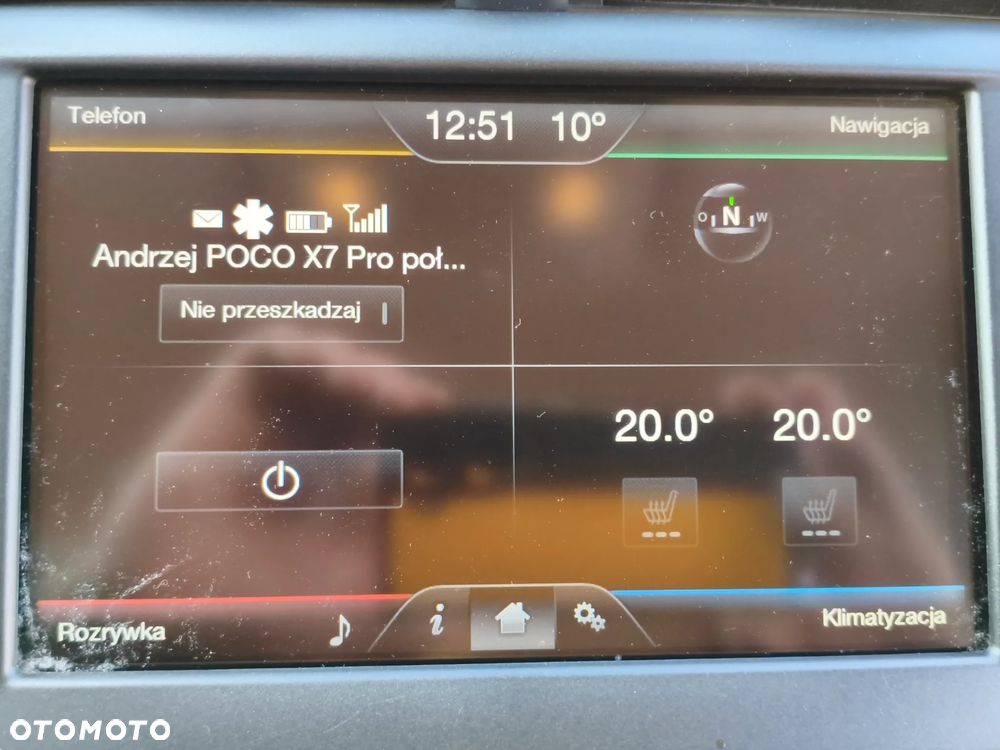 Telefon
12:51 10°
Nawigacja
O N W
Andrzej POCO X7 Pro poł...
Nie przeszkadzaj
20.0° 20.0°
Rozrywka
i
Klimatyzacja
OTOMOTO